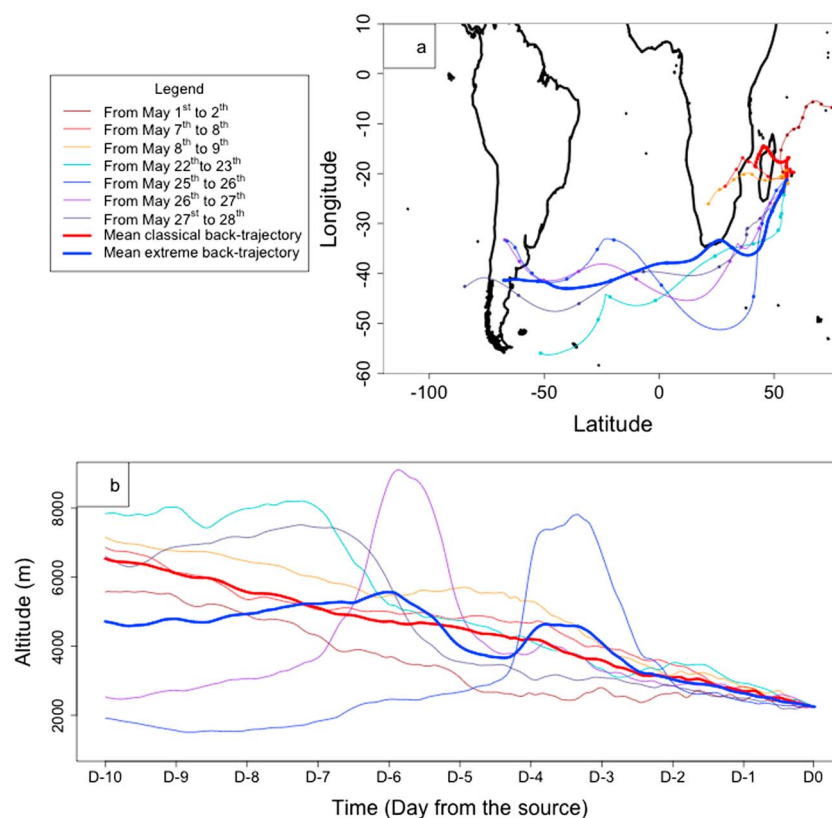 a
10
0
-10
-20
-30
-40
-50
-60
Longitude
-100
-50
0
50
Latitude
Legend
From May 1st to 2th
From May 7th to 8th
From May 8th to 9th
From May 22th to 23th
From May 25th to 26th
From May 26th to 27th
From May 27st to 28th
Mean classical back-trajectory
Mean extreme back-trajectory
b
8000
6000
4000
2000
Altitude (m)
D-10 D-9 D-8 D-7 D-6 D-5 D-4 D-3 D-2 D-1 D0
Time (Day from the source)